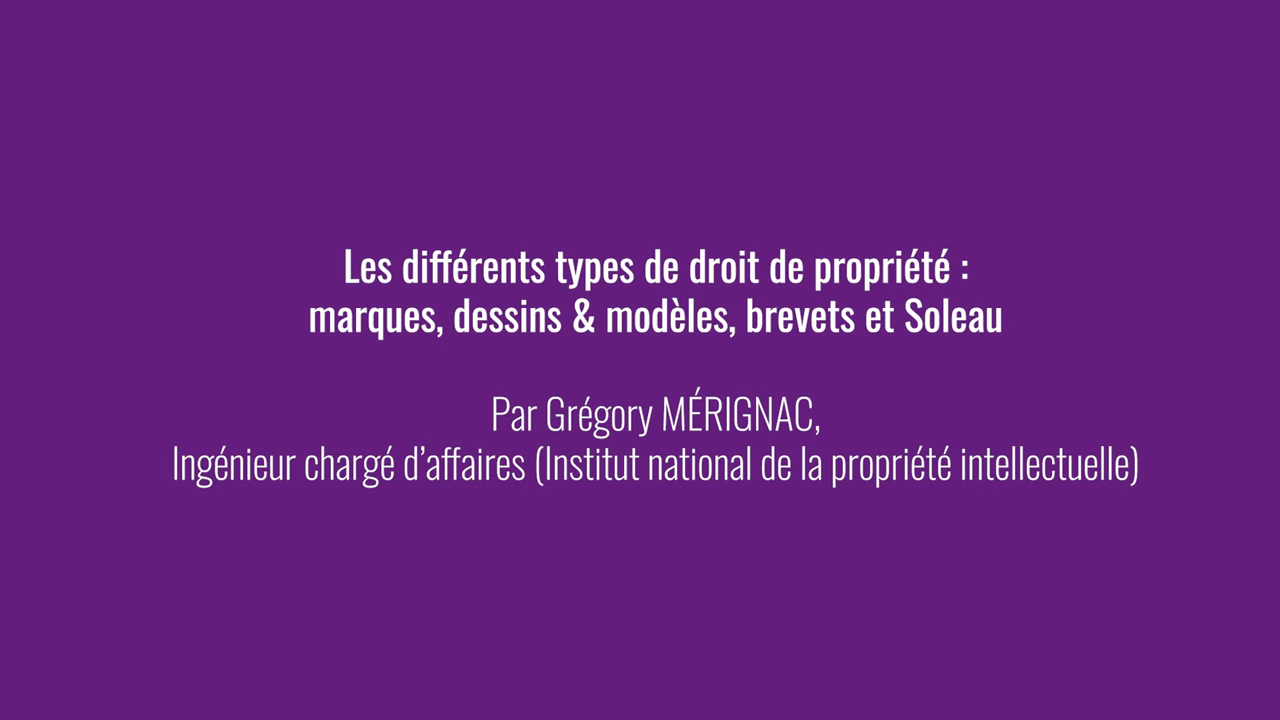 Les différents types de droit de propriété :
marques, dessins & modèles, brevets et Soleau
Par Grégory MÉRIGNAC,
Ingénieur chargé d’affaires (Institut national de la propriété intellectuelle)